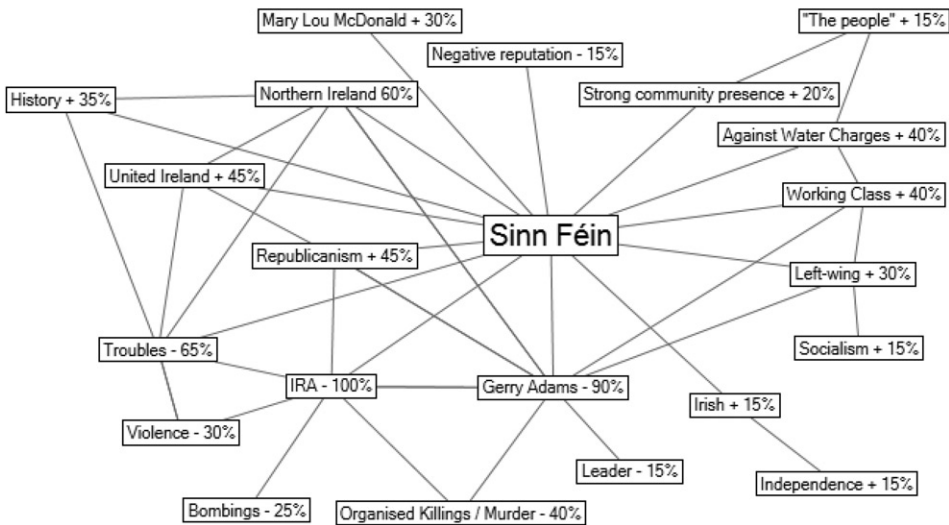 Mary Lou McDonald + 30%
"The people" + 15%
Negative reputation - 15%
History + 35%
Northern Ireland 60%
Strong community presence + 20%
Against Water Charges + 40%
United Ireland + 45%
Working Class + 40%
Sinn Féin
Republicanism + 45%
Left-wing + 30%
Troubles - 65%
Socialism + 15%
IRA - 100%
Gerry Adams - 90%
Irish + 15%
Violence - 30%
Leader - 15%
Independence + 15%
Bombings - 25%
Organised Killings / Murder - 40%